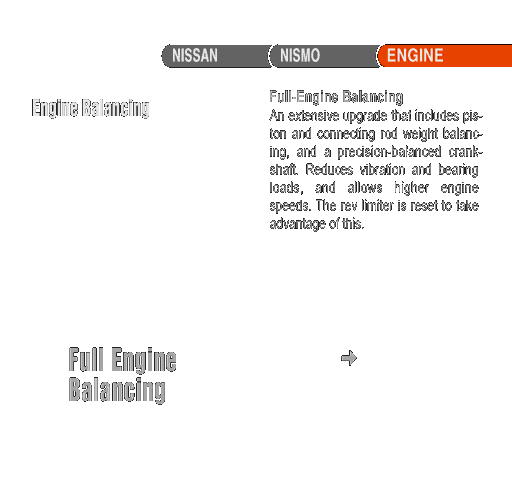 NISSAN NISMO ENGINE
Engine Balancing
Full-Engine Balancing
An extensive upgrade that includes pis-
ton and connecting rod weight balanc-
ing, and a precision-balanced crank-
shaft. Reduces vibration and bearing
loads, and allows higher engine
speeds. The rev limiter is reset to take
advantage of this.
Full Engine
Balancing